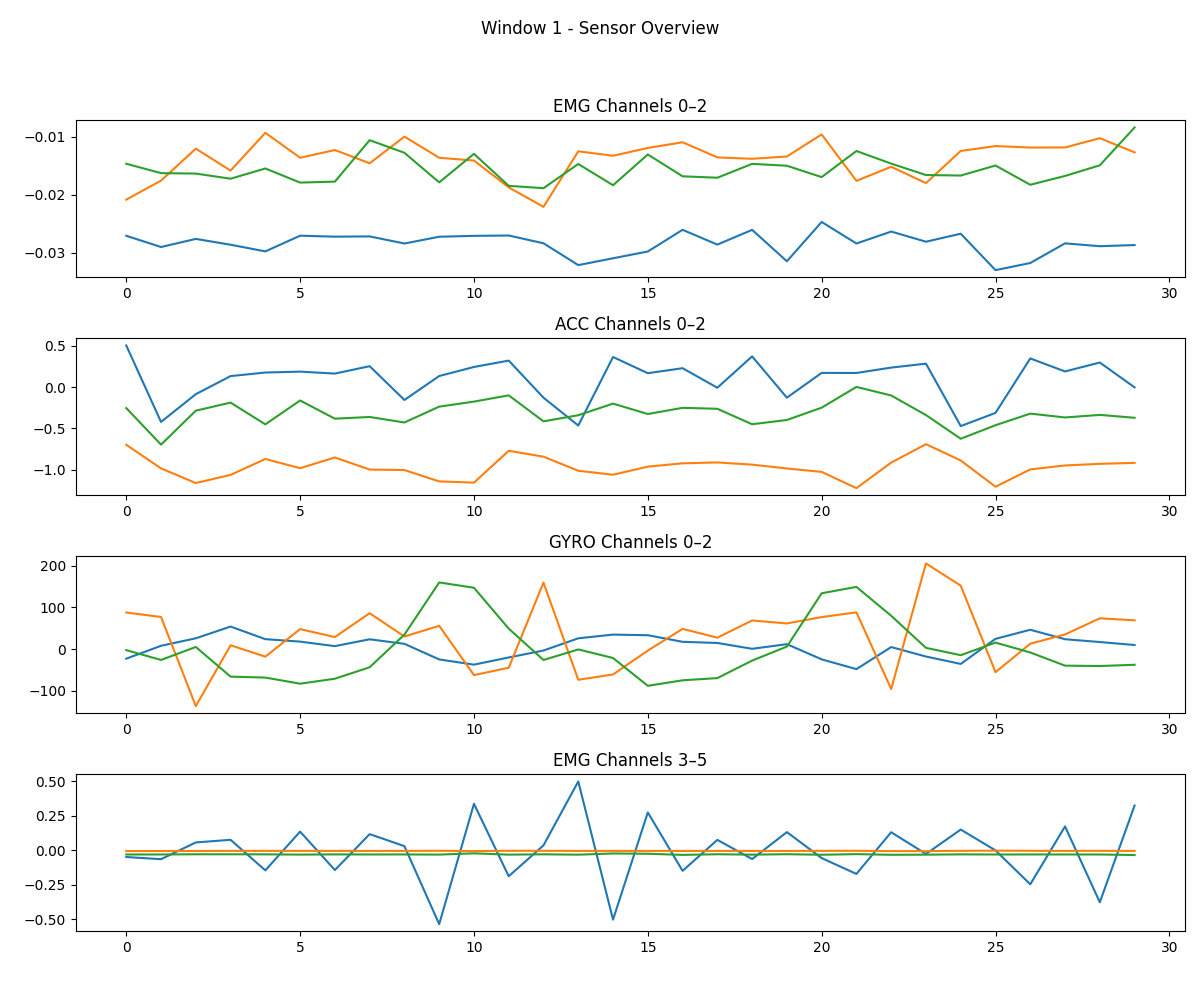 Window 1 - Sensor Overview
EMG Channels 0–2
−0.01
−0.02
−0.03
0 5 10 15 20 25 30
ACC Channels 0–2
0.5
0.0
−0.5
−1.0
0 5 10 15 20 25 30
GYRO Channels 0–2
200
100
0
−100
0 5 10 15 20 25 30
EMG Channels 3–5
0.50
0.25
0.00
−0.25
−0.50
0 5 10 15 20 25 30